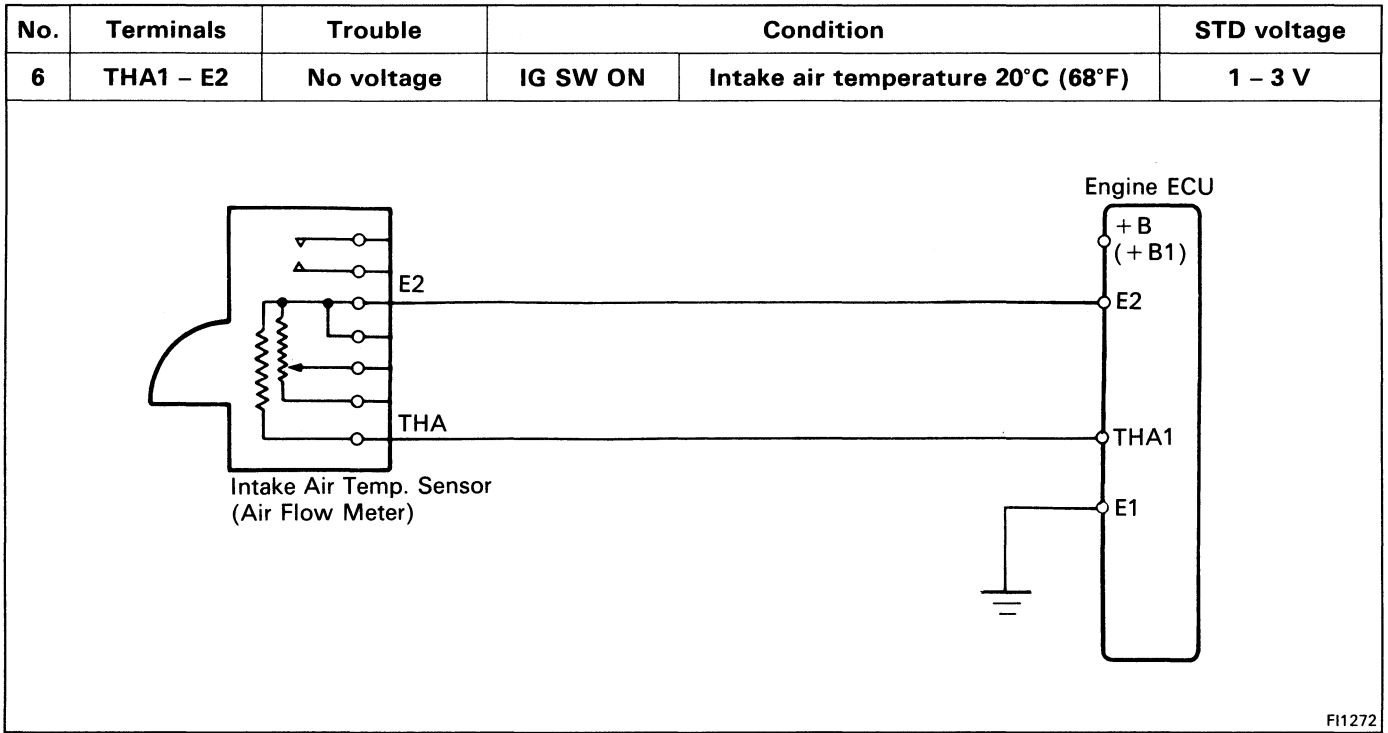 No. Terminals Trouble Condition STD voltage
6 THA1 – E2 No voltage IG SW ON Intake air temperature 20°C (68°F) 1 – 3 V
Engine ECU
+B
(+B1)
E2
E2
THA
THA1
Intake Air Temp. Sensor
(Air Flow Meter)
E1
FI1272